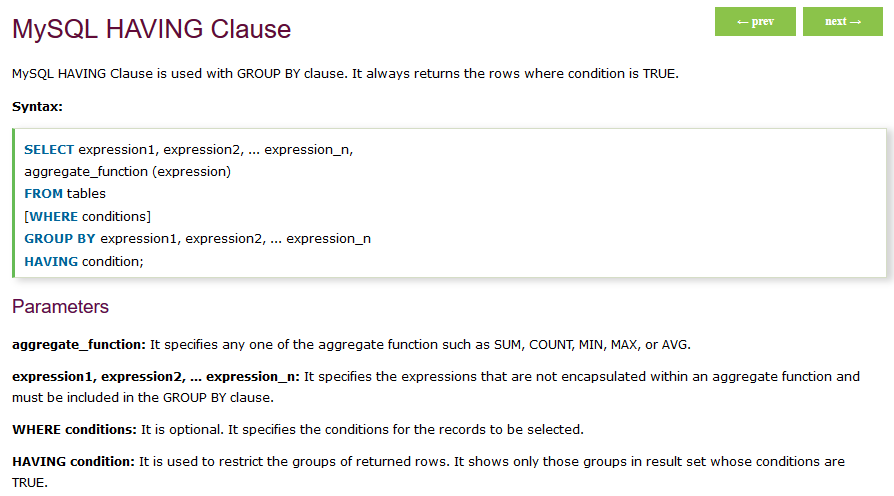 MySQL HAVING Clause
← prev
next →
MySQL HAVING Clause is used with GROUP BY clause. It always returns the rows where condition is TRUE.
Syntax:
SELECT expression1, expression2, ... expression_n,
aggregate_function (expression)
FROM tables
[WHERE conditions]
GROUP BY expression1, expression2, ... expression_n
HAVING condition;
Parameters
aggregate_function: It specifies any one of the aggregate function such as SUM, COUNT, MIN, MAX, or AVG.
expression1, expression2, ... expression_n: It specifies the expressions that are not encapsulated within an aggregate function and
must be included in the GROUP BY clause.
WHERE conditions: It is optional. It specifies the conditions for the records to be selected.
HAVING condition: It is used to restrict the groups of returned rows. It shows only those groups in result set whose conditions are
TRUE.